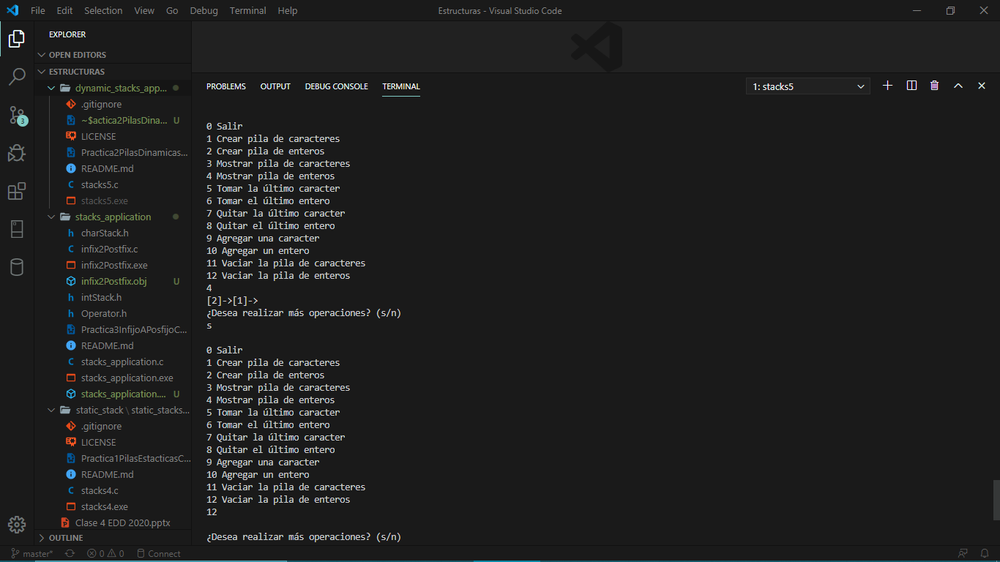 File Edit Selection View Go Debug Terminal Help
Estructuras - Visual Studio Code
EXPLORER
OPEN EDITORS
ESTRUCTURAS
dynamic_stacks_app...
.gitignore
~$actica2PilasDina... U
LICENSE
Practica2PilasDinamicas...
README.md
stacks5.c
stacks5.exe
stacks_application
charStack.h
infix2Postfix.c
infix2Postfix.exe
infix2Postfix.obj U
intStack.h
Operator.h
Practica3InfijoAPosfijoC...
README.md
stacks_application.c
stacks_application.exe
stacks_application.... U
static_stack \ static_stacks...
.gitignore
LICENSE
Practica1PilasEstacticasC...
README.md
stacks4.c
stacks4.exe
Clase 4 EDD 2020.pptx
OUTLINE
3
PROBLEMS OUTPUT DEBUG CONSOLE TERMINAL
1: stacks5
0 Salir
1 Crear pila de caracteres
2 Crear pila de enteros
3 Mostrar pila de caracteres
4 Mostrar pila de enteros
5 Tomar la último caracter
6 Tomar el último entero
7 Quitar la último caracter
8 Quitar el último entero
9 Agregar una caracter
10 Agregar un entero
11 Vaciar la pila de caracteres
12 Vaciar la pila de enteros
4
[2]->[1]->
¿Desea realizar más operaciones? (s/n)
s
0 Salir
1 Crear pila de caracteres
2 Crear pila de enteros
3 Mostrar pila de caracteres
4 Mostrar pila de enteros
5 Tomar la último caracter
6 Tomar el último entero
7 Quitar la último caracter
8 Quitar el último entero
9 Agregar una caracter
10 Agregar un entero
11 Vaciar la pila de caracteres
12 Vaciar la pila de enteros
12
¿Desea realizar más operaciones? (s/n)
master* 0 0 Connect